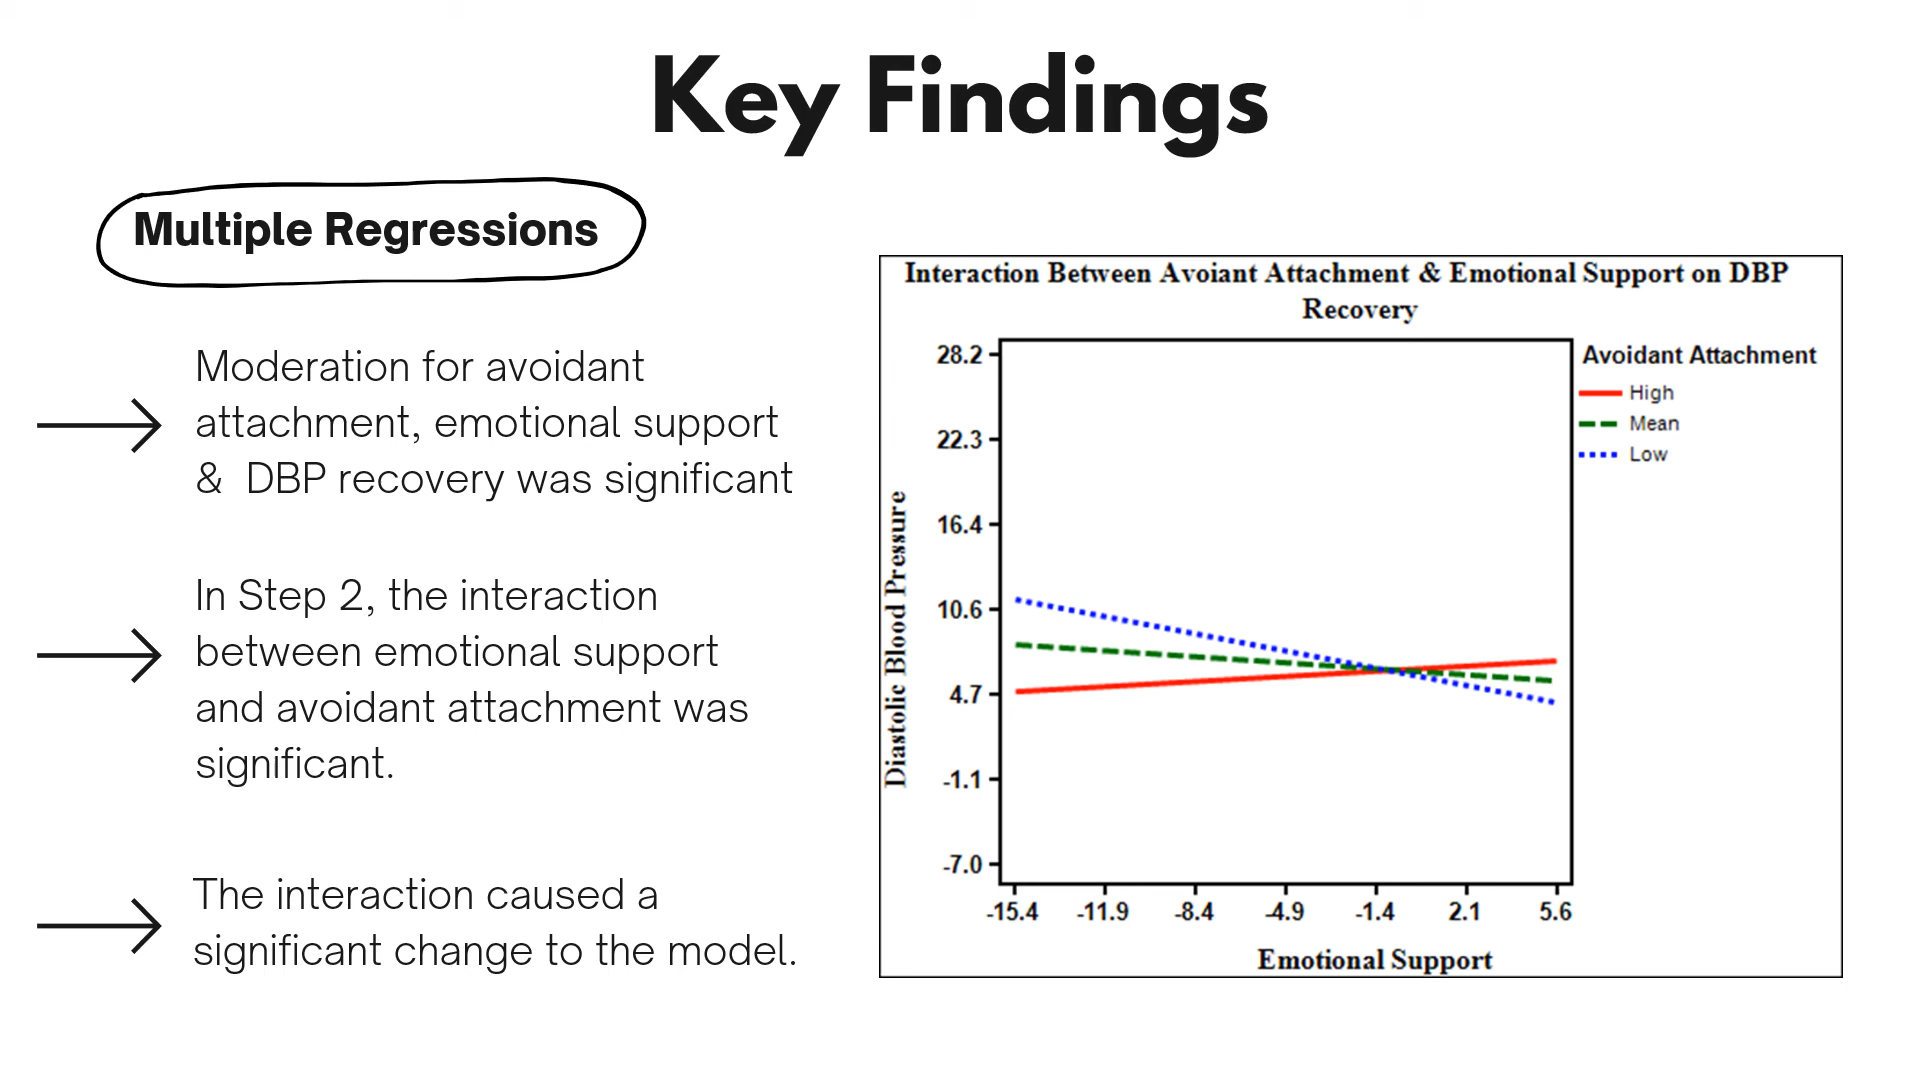 Key Findings
Multiple Regressions
Moderation for avoidant
attachment, emotional support
& DBP recovery was significant
In Step 2, the interaction
between emotional support
and avoidant attachment was
significant.
The interaction caused a
significant change to the model.
Interaction Between Avoiant Attachment & Emotional Support on DBP
Recovery
Diastolic Blood Pressure
28.2
22.3
16.4
10.6
4.7
-1.1
-7.0
-15.4 -11.9 -8.4 -4.9 -1.4 2.1 5.6
Emotional Support
Avoidant Attachment
High
Mean
Low